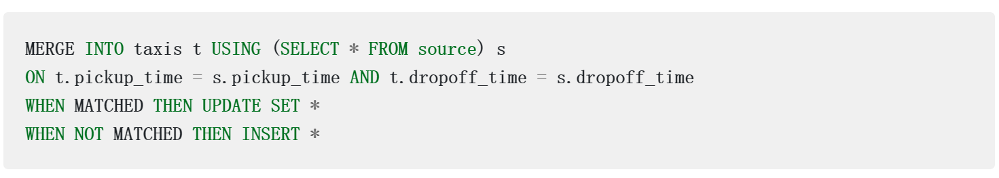 MERGE INTO taxis t USING (SELECT * FROM source) s
ON t.pickup_time = s.pickup_time AND t.dropoff_time = s.dropoff_time
WHEN MATCHED THEN UPDATE SET *
WHEN NOT MATCHED THEN INSERT *